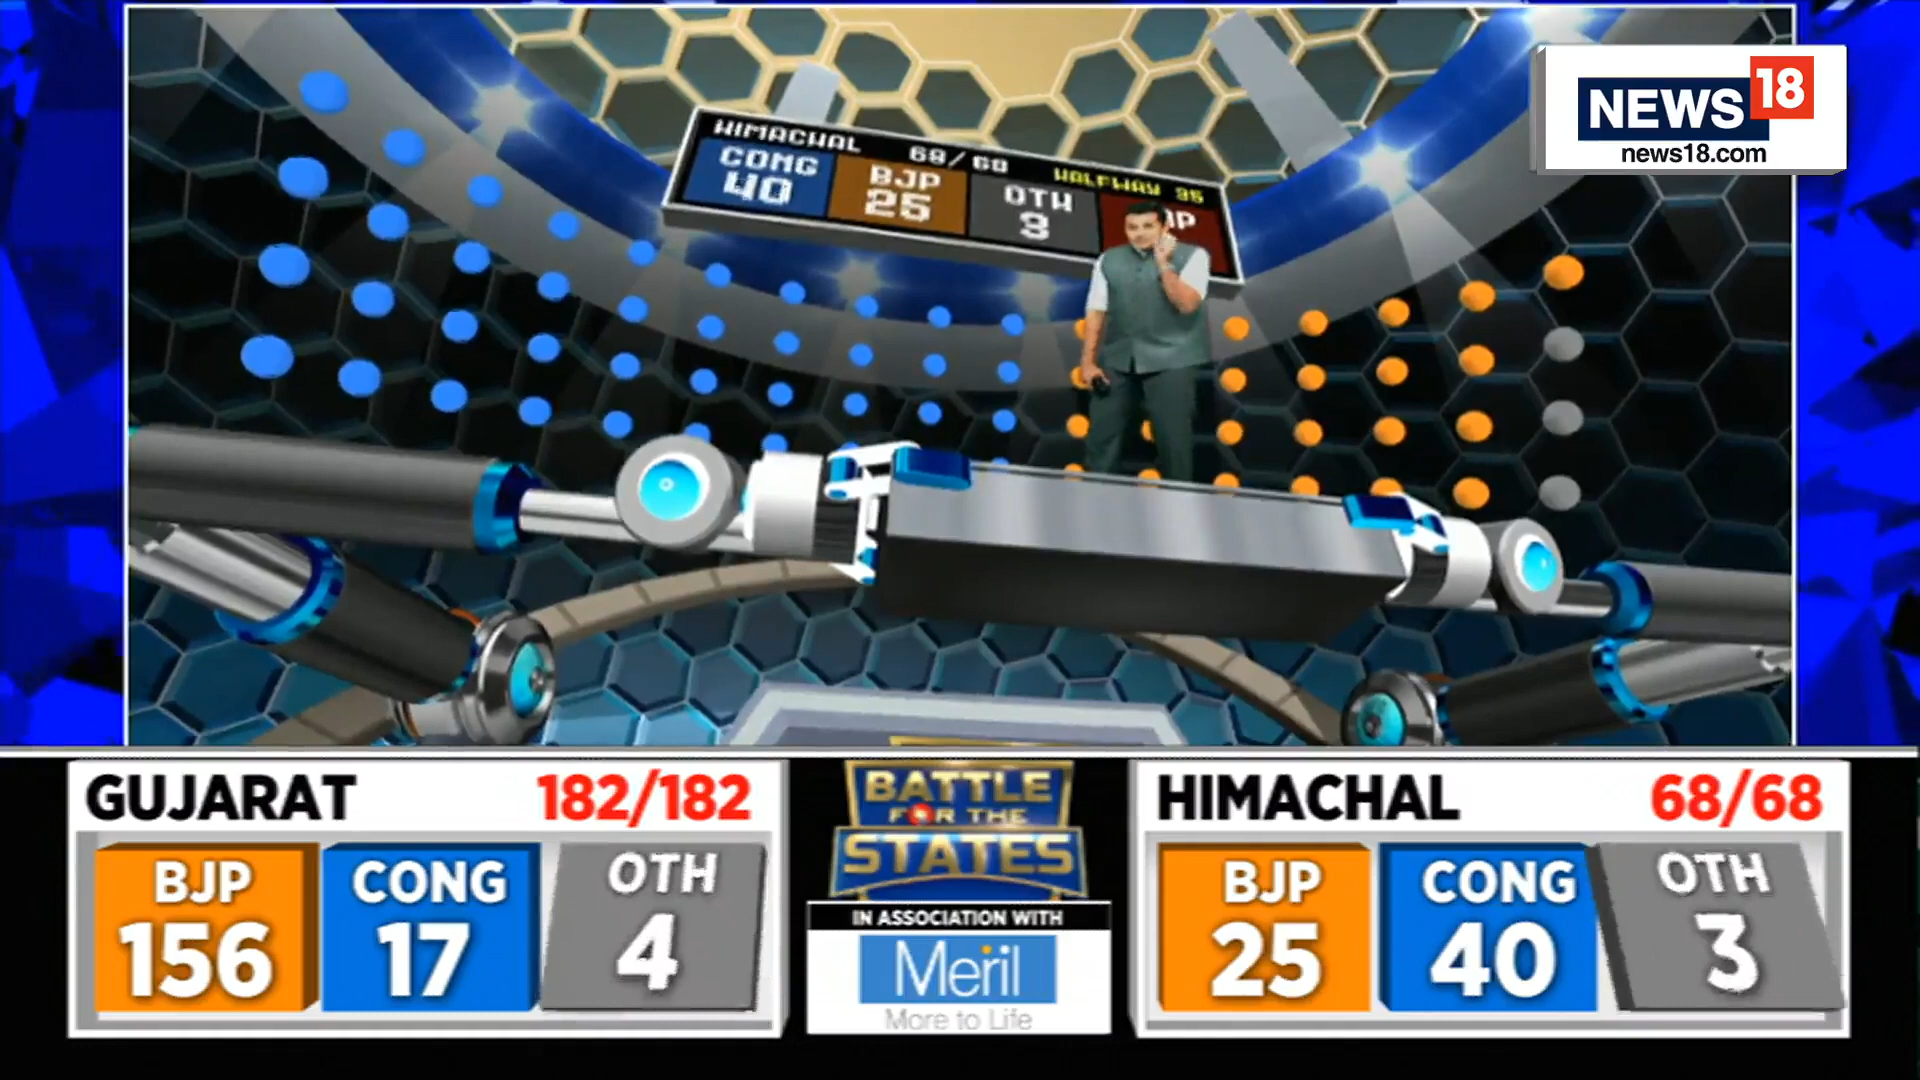 NEWS 18
news18.com
HIMACHAL 68/68 HALFWAY 35
CONG BJP OTH
40 25 3
GUJARAT 182/182
BJP CONG OTH
156 17 4
BATTLE
FOR THE
STATES
IN ASSOCIATION WITH
Meril
More to Life
HIMACHAL 68/68
BJP CONG OTH
25 40 3